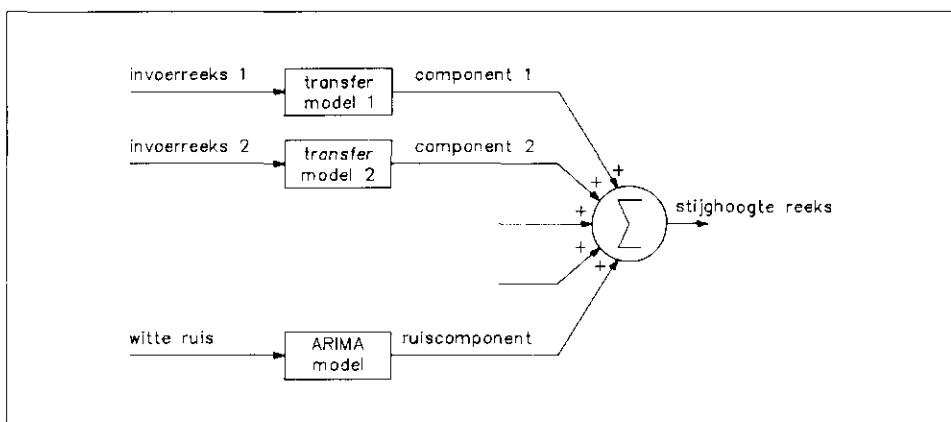 invoerreeks 1
transfer
model 1
component 1
invoerreeks 2
transfer
model 2
component 2
+
+
+
+
+
Σ
stijghoogte reeks
witte ruis
ARIMA
model
ruiscomponent